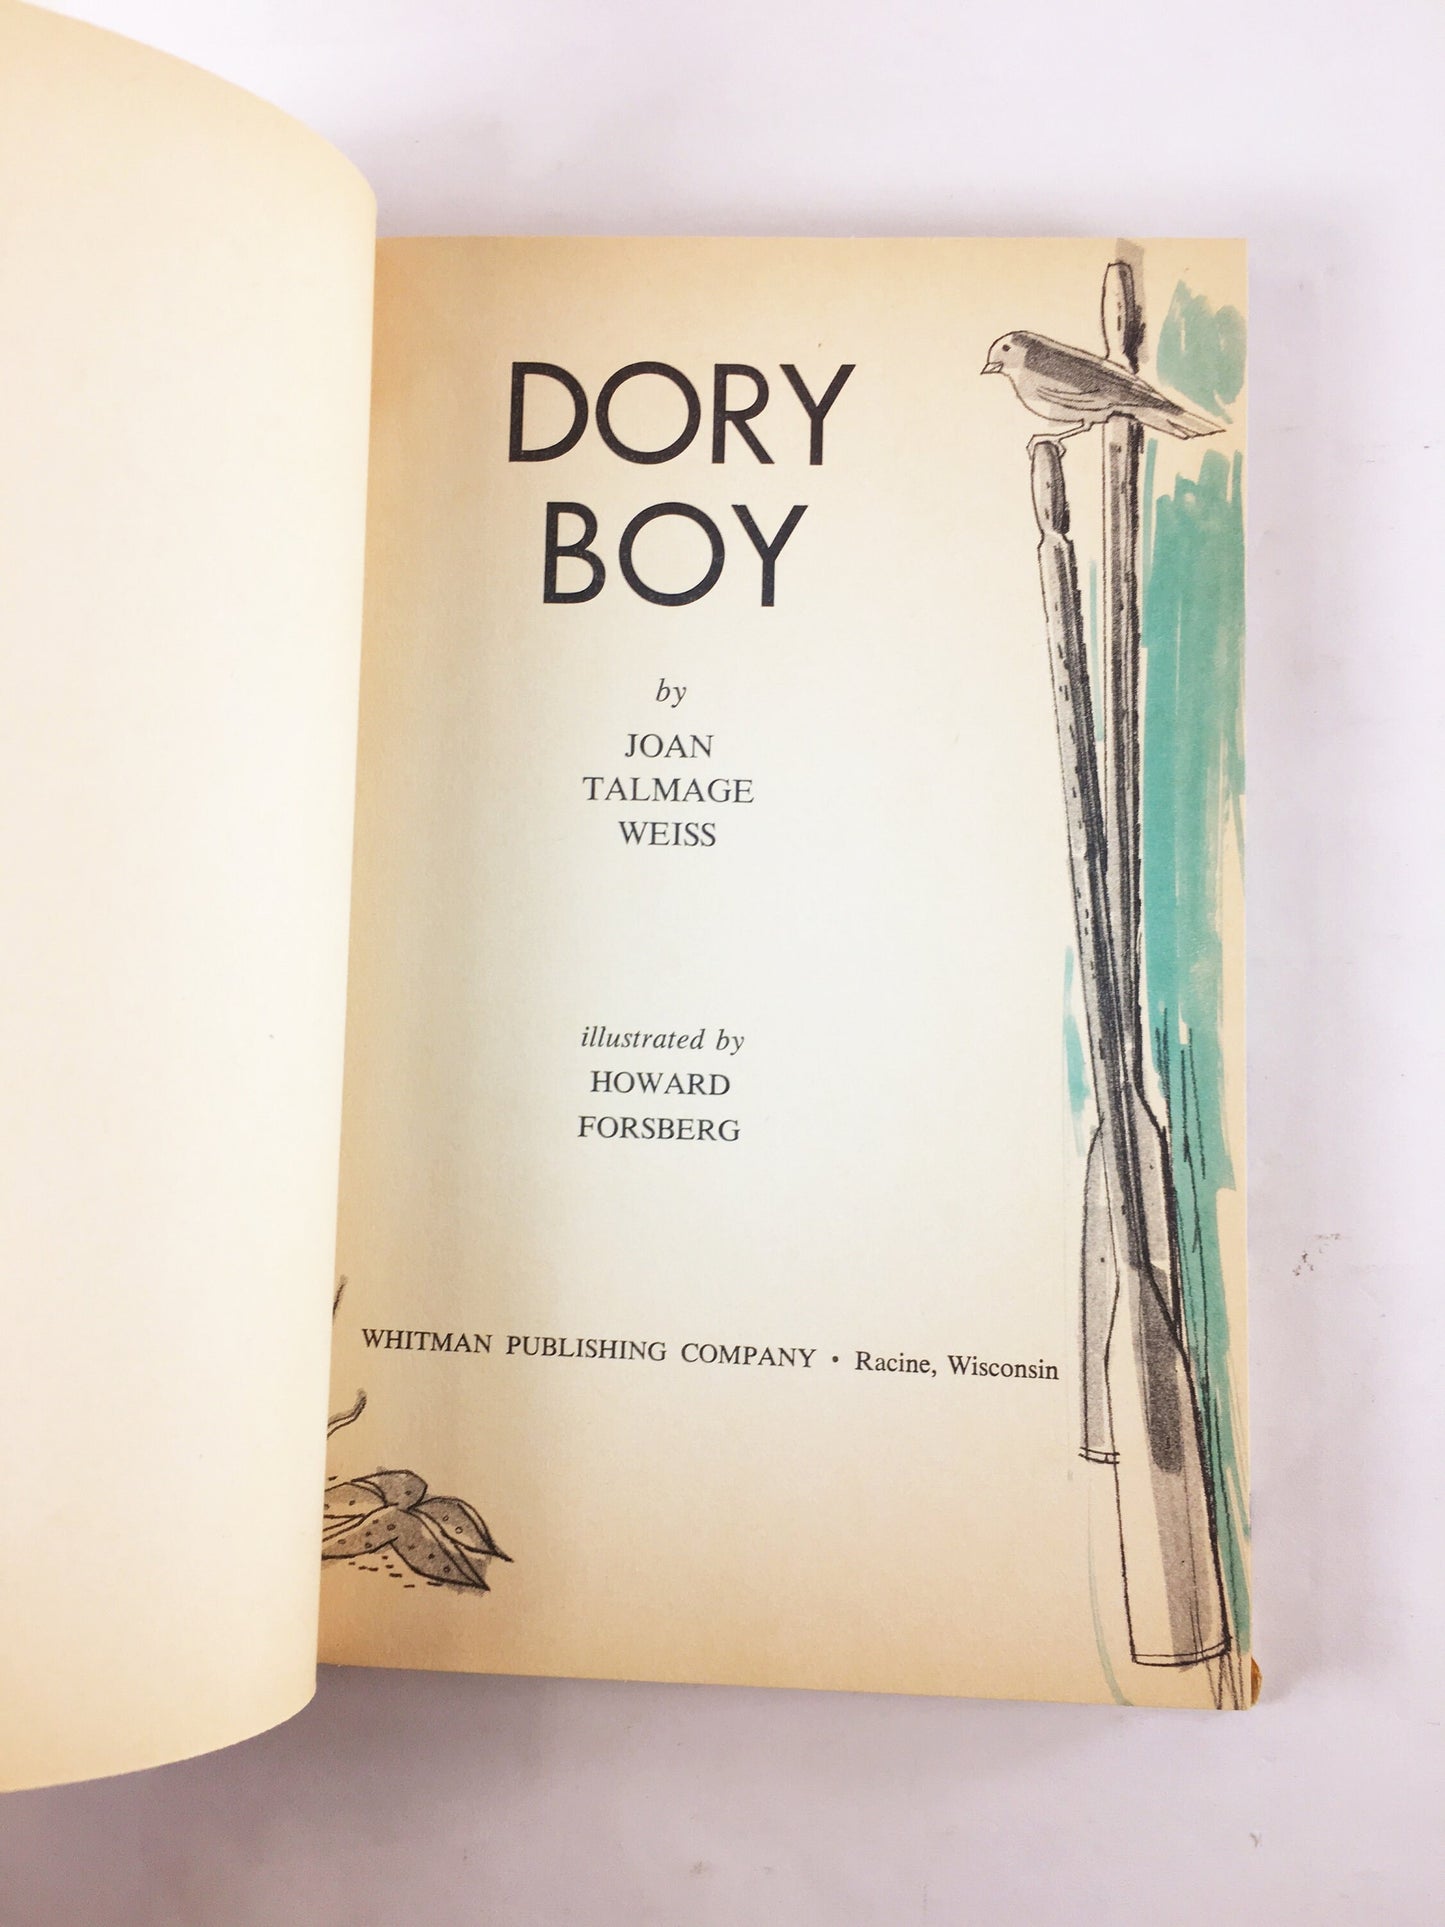 DORY
BOY
by
JOAN
TALMAGE
WEISS
illustrated by
HOWARD
FORSBERG
WHITMAN PUBLISHING COMPANY • Racine, Wisconsin